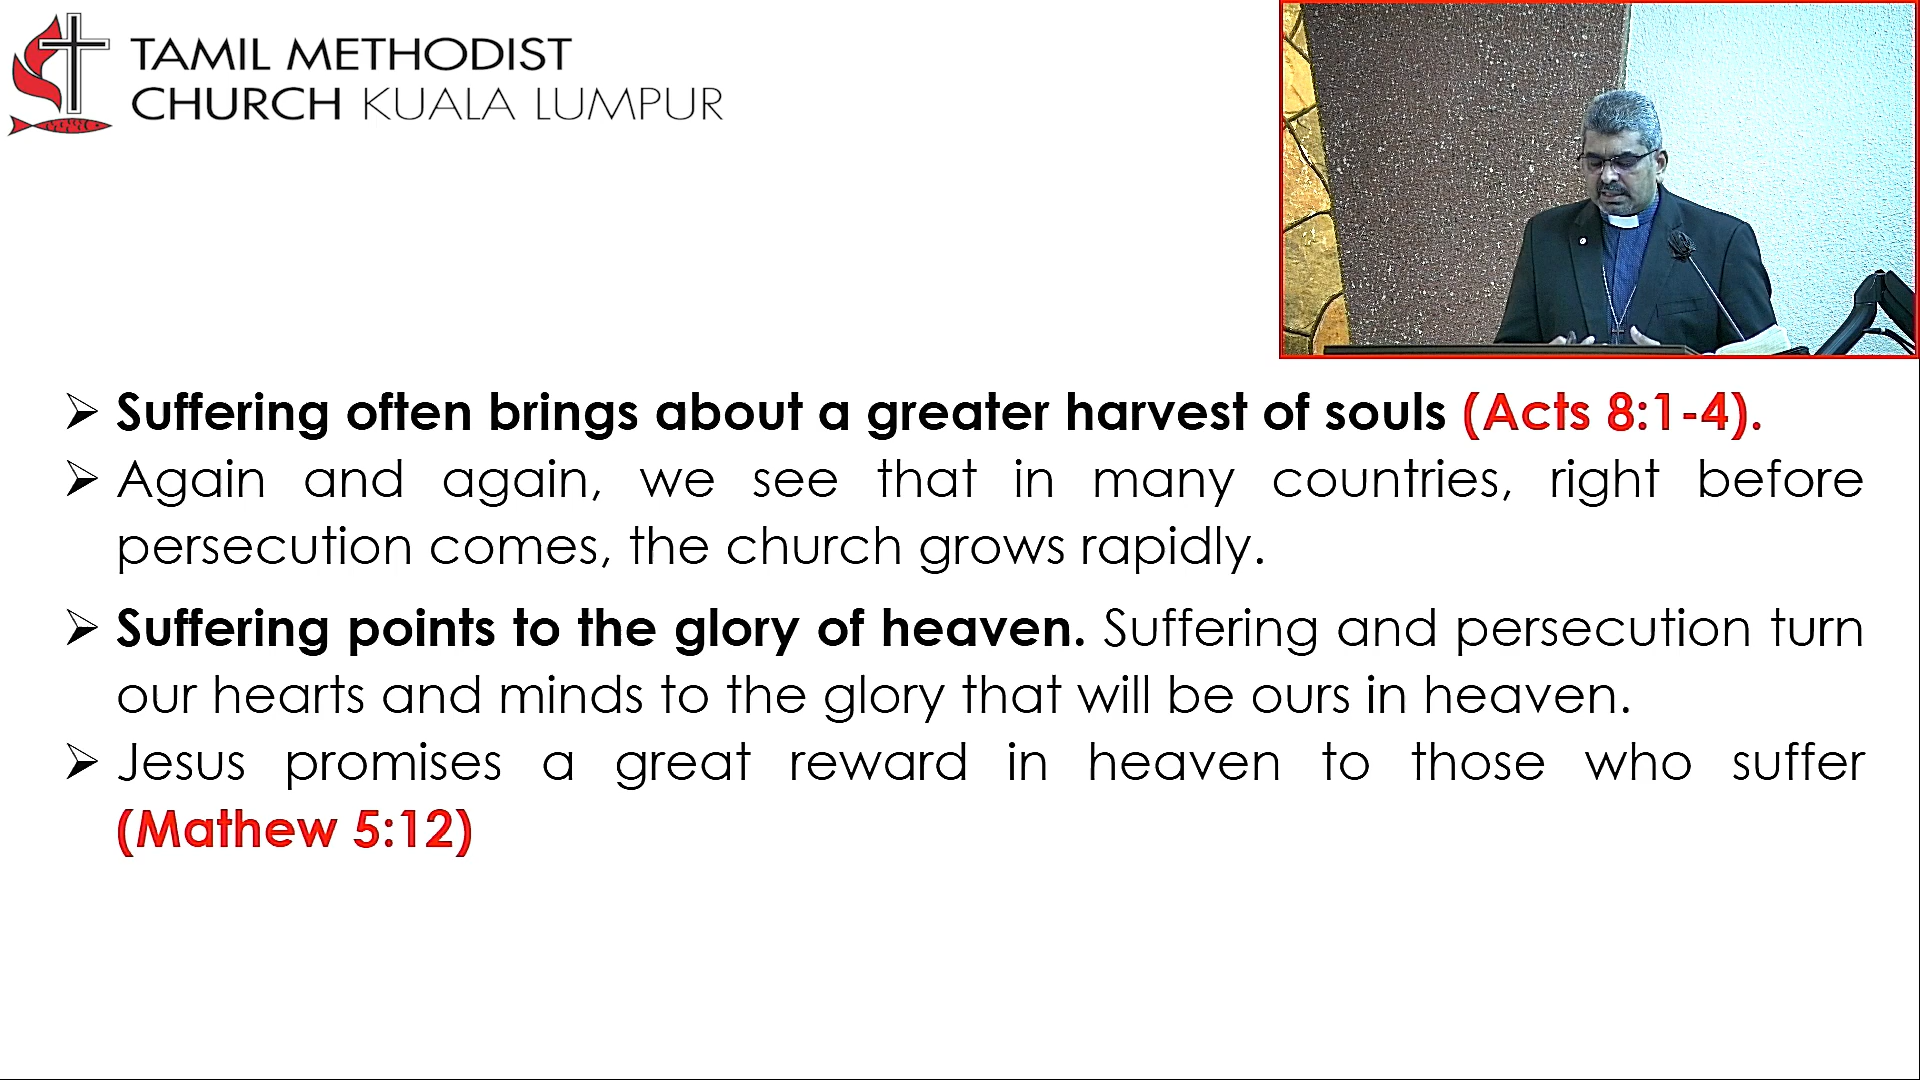 TAMIL METHODIST
CHURCH KUALA LUMPUR
➢ Suffering often brings about a greater harvest of souls (Acts 8:1-4).
➢ Again and again, we see that in many countries, right before
persecution comes, the church grows rapidly.
➢ Suffering points to the glory of heaven. Suffering and persecution turn
our hearts and minds to the glory that will be ours in heaven.
➢ Jesus promises a great reward in heaven to those who suffer
(Mathew 5:12)